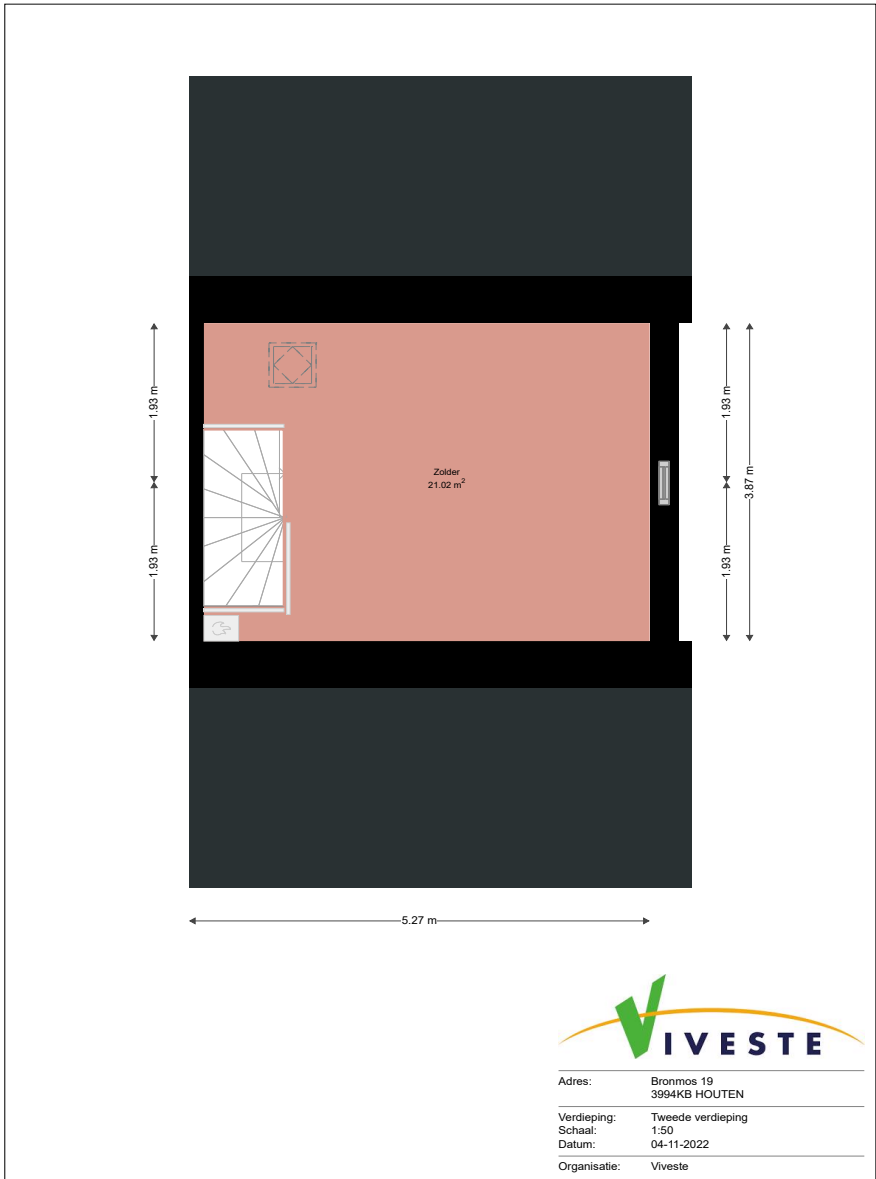 1.93 m
1.93 m
Zolder
21.02 m²
1.93 m
1.93 m
3.87 m
5.27 m
VIVESTE
Adres: Bronmos 19
3994KB HOUTEN
Verdieping: Tweede verdieping
Schaal: 1:50
Datum: 04-11-2022
Organisatie: Viveste